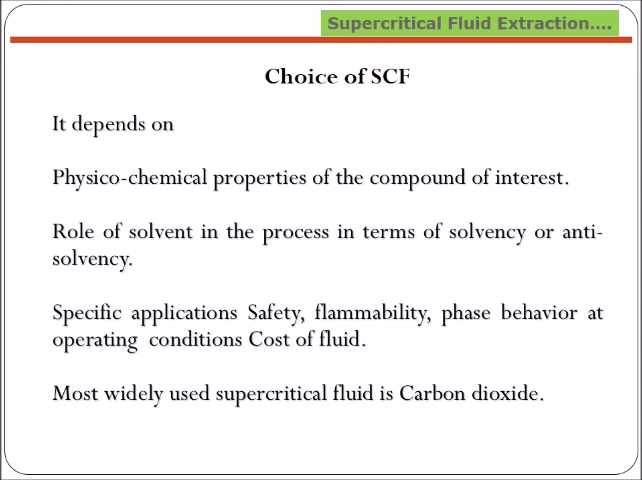 Supercritical Fluid Extraction....
Choice of SCF
It depends on
Physico-chemical properties of the compound of interest.
Role of solvent in the process in terms of solvency or anti-
solvency.
Specific applications Safety, flammability, phase behavior at
operating conditions Cost of fluid.
Most widely used supercritical fluid is Carbon dioxide.